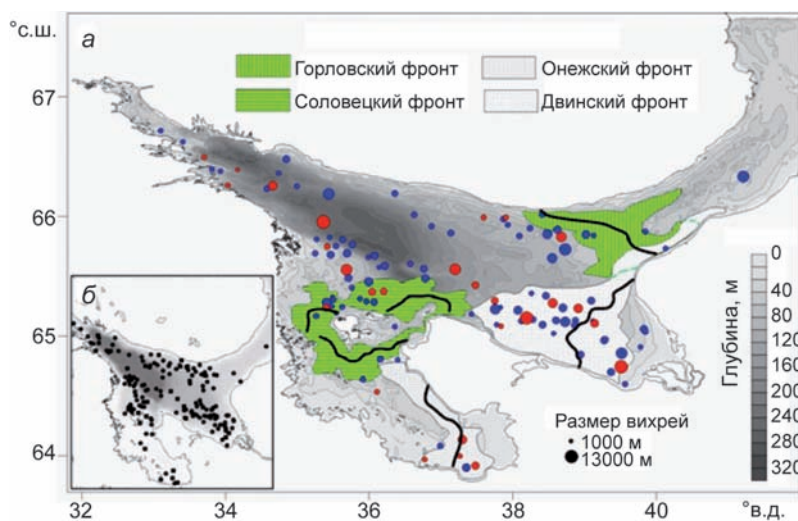 °с.ш.
а
Горловский фронт
Онежский фронт
Соловецкий фронт
Двинский фронт
67
66
65
64
б
0
40
80
120
160
200
240
280
320
Глубина, м
Размер вихрей
1000 м
13000 м
32
34
36
38
40
°в.д.